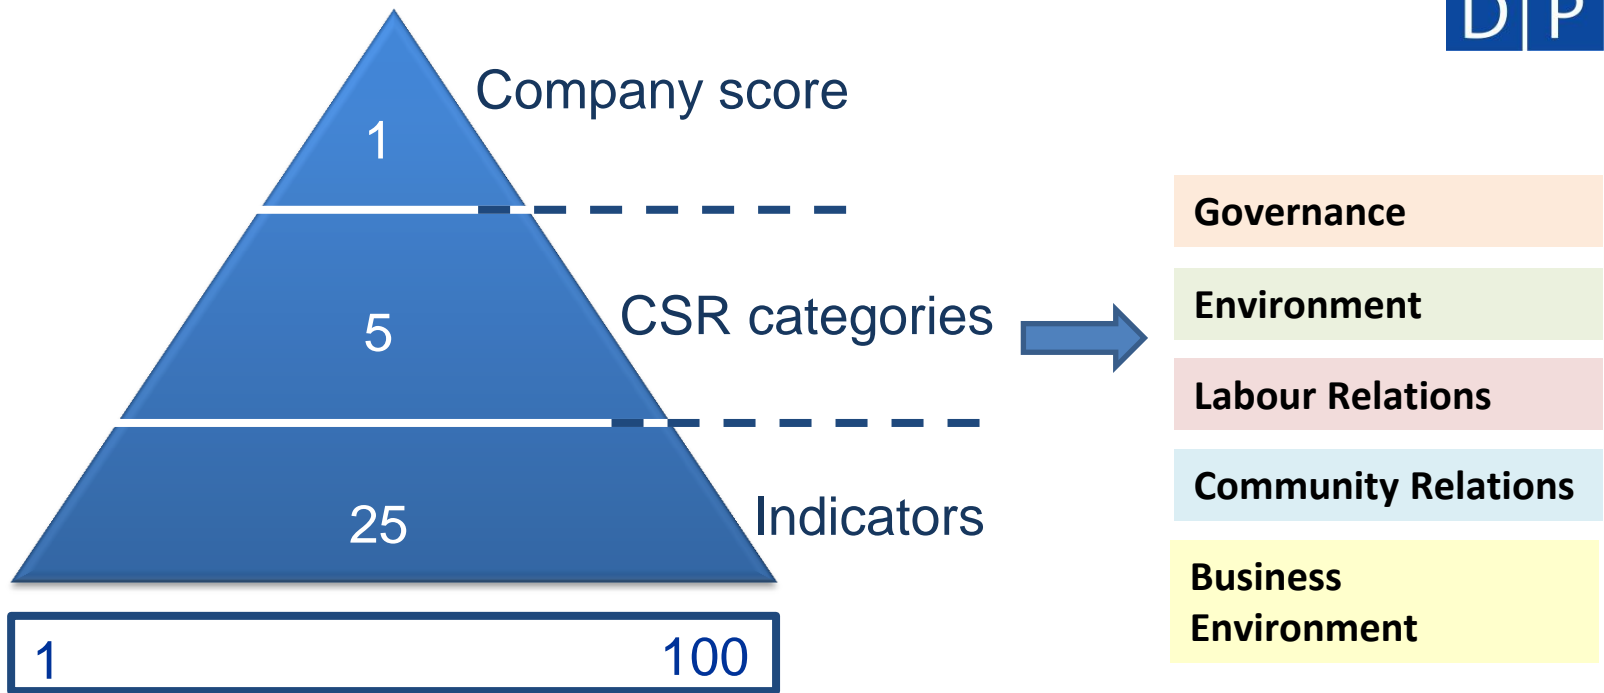 D|P
Company score
1
CSR categories
5
Indicators
25
1 100
Governance
Environment
Labour Relations
Community Relations
Business
Environment